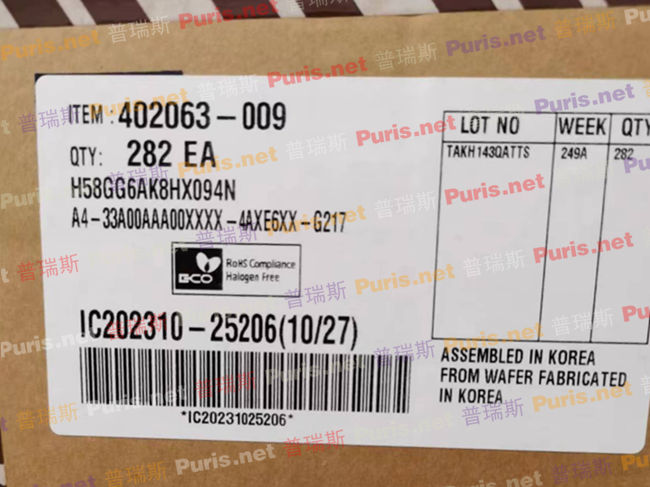 ITEM : 402063-009
QTY: 282 EA
H58GG6AK8HX094N
A4-33A00AAA00XXXX-4AXE6XX-G217
ECO
RoHS Compliance
Halogen Free
IC202310-25206(10/27)
*IC20231025206*
LOT NO WEEK QTY
TAKH143QATTS 249A 282
ASSEMBLED IN KOREA
FROM WAFER FABRICATED
IN KOREA
普瑞斯 Puris.net